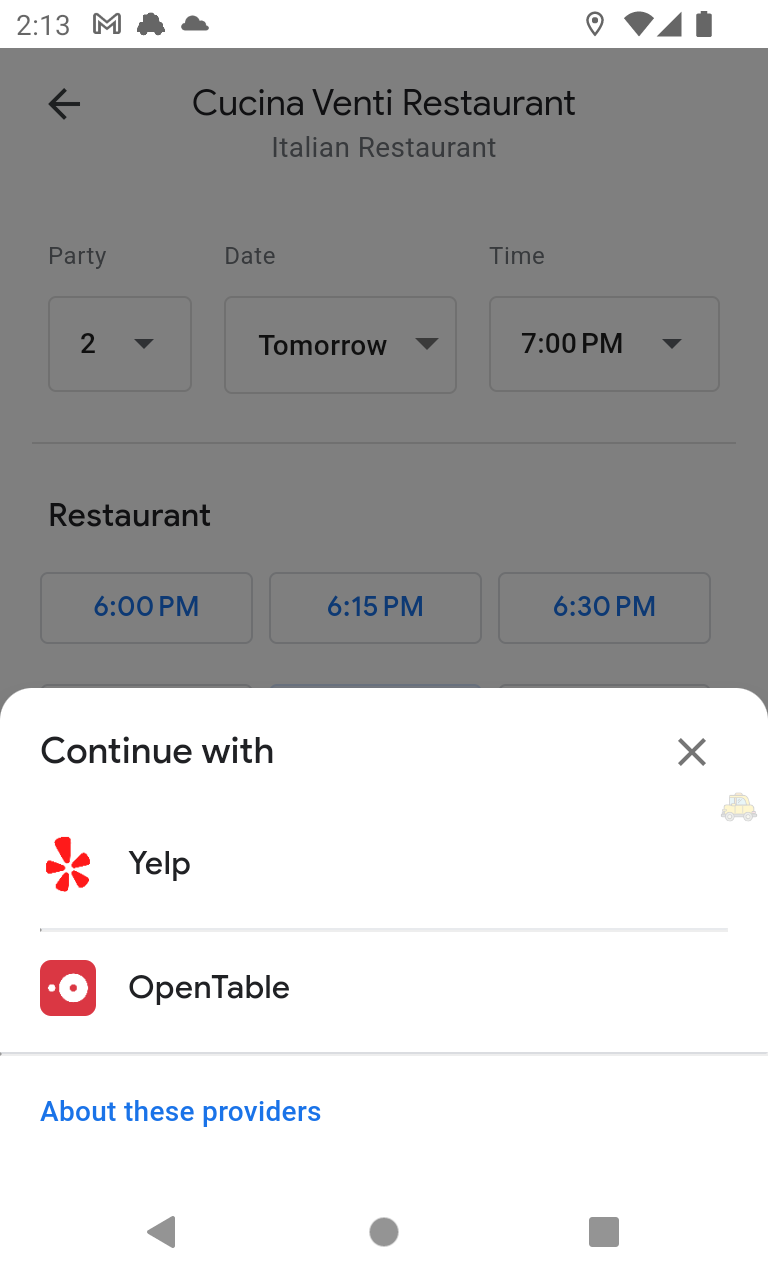 2:13
Cucina Venti Restaurant
Italian Restaurant
Party Date Time
2 Tomorrow 7:00 PM
Restaurant
6:00 PM 6:15 PM 6:30 PM
Continue with
Yelp
OpenTable
About these providers